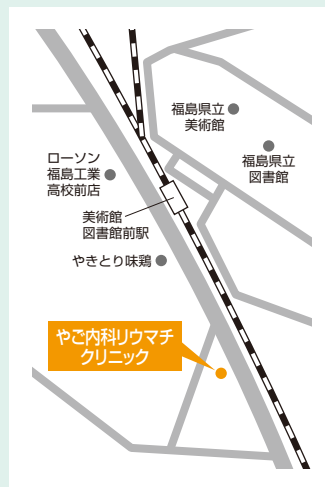 福島県立
美術館
福島県立
図書館
ローソン
福島工業
高校前店
美術館
図書館前駅
やきとり味鶏
やご内科リウマチ
クリニック